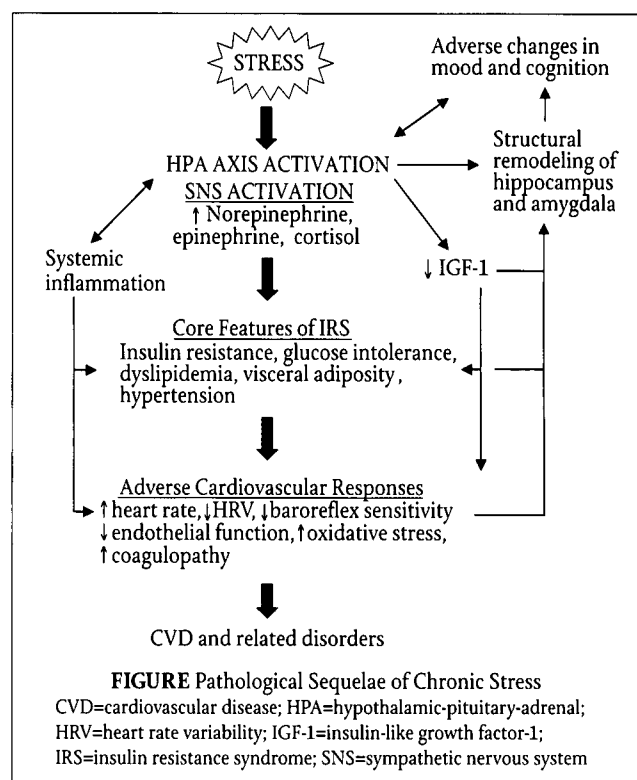 STRESS
Adverse changes in
mood and cognition
HPA AXIS ACTIVATION
SNS ACTIVATION
↑ Norepinephrine,
epinephrine, cortisol
Structural
remodeling of
hippocampus
and amygdala
Systemic
inflammation
↓ IGF-1
Core Features of IRS
Insulin resistance, glucose intolerance,
dyslipidemia, visceral adiposity,
hypertension
Adverse Cardiovascular Responses
↑heart rate,↓HRV, ↓baroreflex sensitivity
↓endothelial function, ↑oxidative stress,
↑coagulopathy
CVD and related disorders
FIGURE Pathological Sequelae of Chronic Stress
CVD=cardiovascular disease; HPA=hypothalamic-pituitary-adrenal;
HRV=heart rate variability; IGF-1=insulin-like growth factor-1;
IRS=insulin resistance syndrome; SNS=sympathetic nervous system